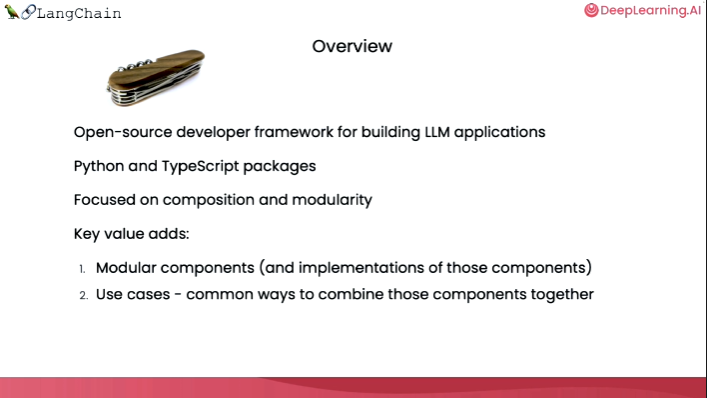 LangChain
DeepLearning.AI
Overview
Open-source developer framework for building LLM applications
Python and TypeScript packages
Focused on composition and modularity
Key value adds:
1. Modular components (and implementations of those components)
2. Use cases - common ways to combine those components together